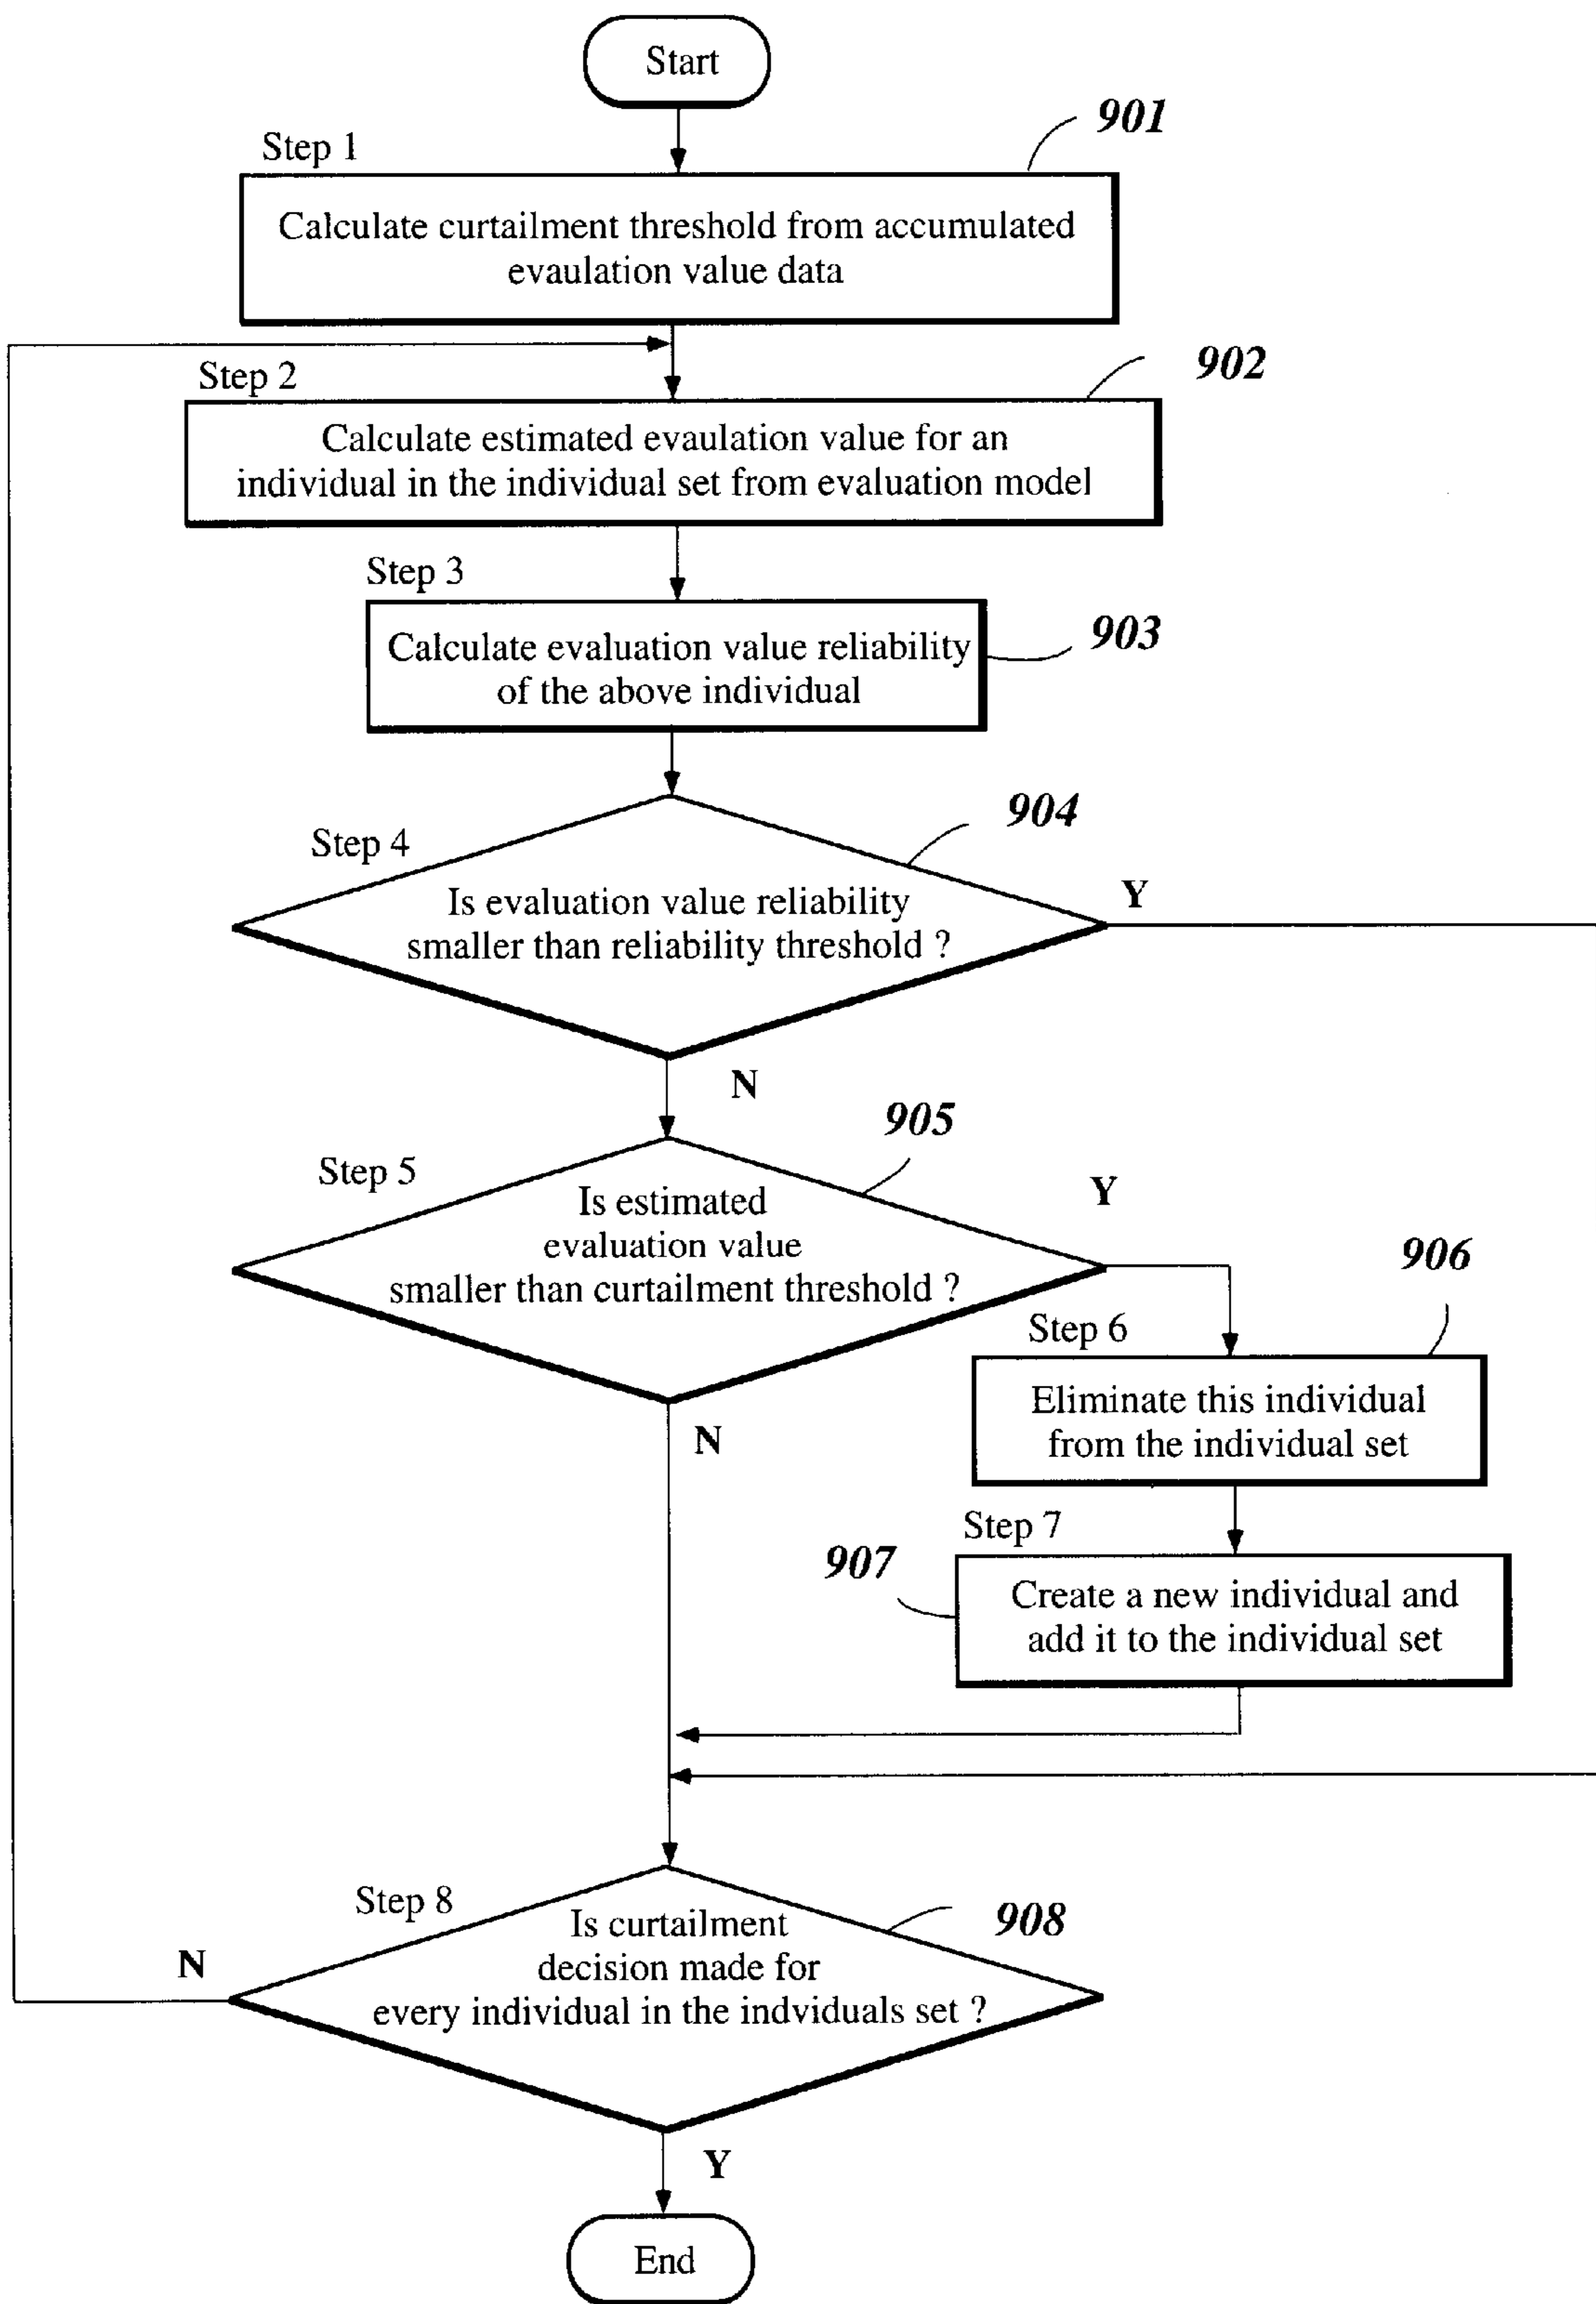 Start
901
Step 1
Calculate curtailment threshold from accumulated
evaulation value data
902
Step 2
Calculate estimated evaulation value for an
individual in the individual set from evaluation model
Step 3
903
Calculate evaluation value reliability
of the above individual
904
Step 4
Y
Is evaluation value reliability
smaller than reliability threshold ?
N
905
Step 5
Y
Is estimated
evaluation value
smaller than curtailment threshold ?
906
Step 6
Eliminate this individual
from the individual set
N
Step 7
907
Create a new individual and
add it to the individual set
Step 8
908
Is curtailment
decision made for
every individual in the indviduals set ?
N
Y
End